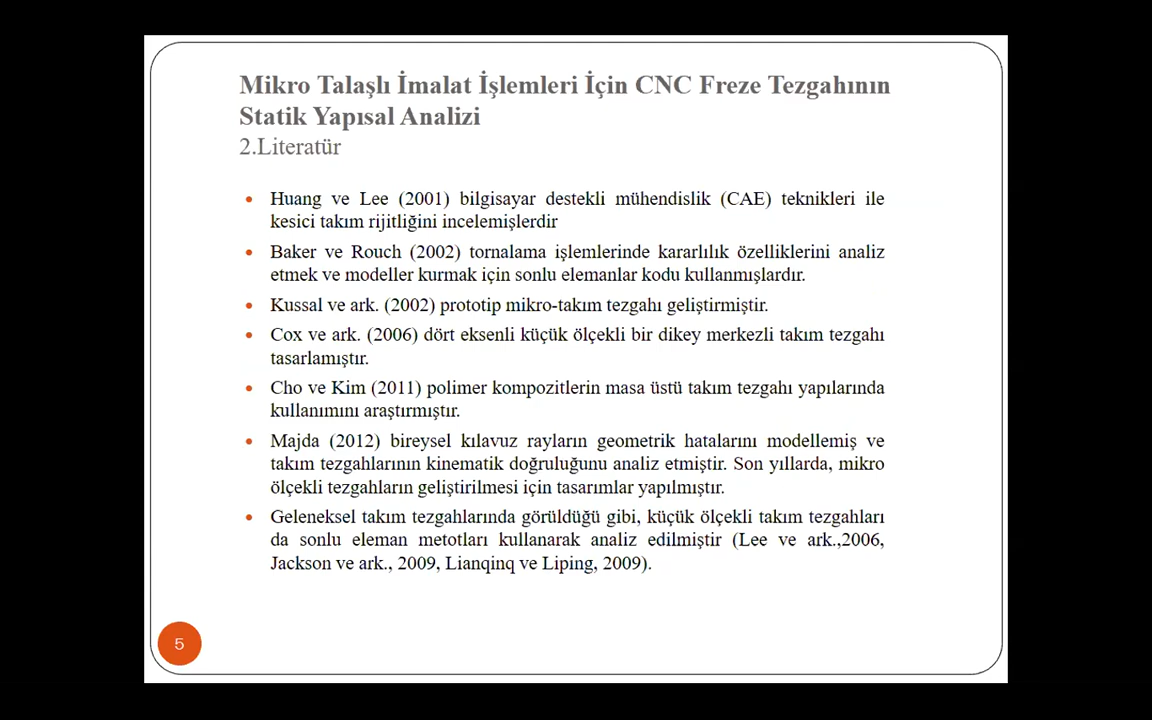 Mikro Talaşlı İmalat İşlemleri İçin CNC Freze Tezgahının
Statik Yapısal Analizi
2.Literatür
• Huang ve Lee (2001) bilgisayar destekli mühendislik (CAE) teknikleri ile
kesici takım rijitliğini incelemişlerdir
• Baker ve Rouch (2002) tornalama işlemlerinde kararlılık özelliklerini analiz
etmek ve modeller kurmak için sonlu elemanlar kodu kullanmışlardır.
• Kussal ve ark. (2002) prototip mikro-takım tezgahı geliştirmiştir.
• Cox ve ark. (2006) dört eksenli küçük ölçekli bir dikey merkezli takım tezgahı
tasarlamıştır.
• Cho ve Kim (2011) polimer kompozitlerin masa üstü takım tezgahı yapılarında
kullanımını araştırmıştır.
• Majda (2012) bireysel kılavuz rayların geometrik hatalarını modellemiş ve
takım tezgahlarının kinematik doğruluğunu analiz etmiştir. Son yıllarda, mikro
ölçekli tezgahların geliştirilmesi için tasarımlar yapılmıştır.
• Geleneksel takım tezgahlarında görüldüğü gibi, küçük ölçekli takım tezgahları
da sonlu eleman metotları kullanarak analiz edilmiştir (Lee ve ark.,2006,
Jackson ve ark., 2009, Lianqinq ve Liping, 2009).
5